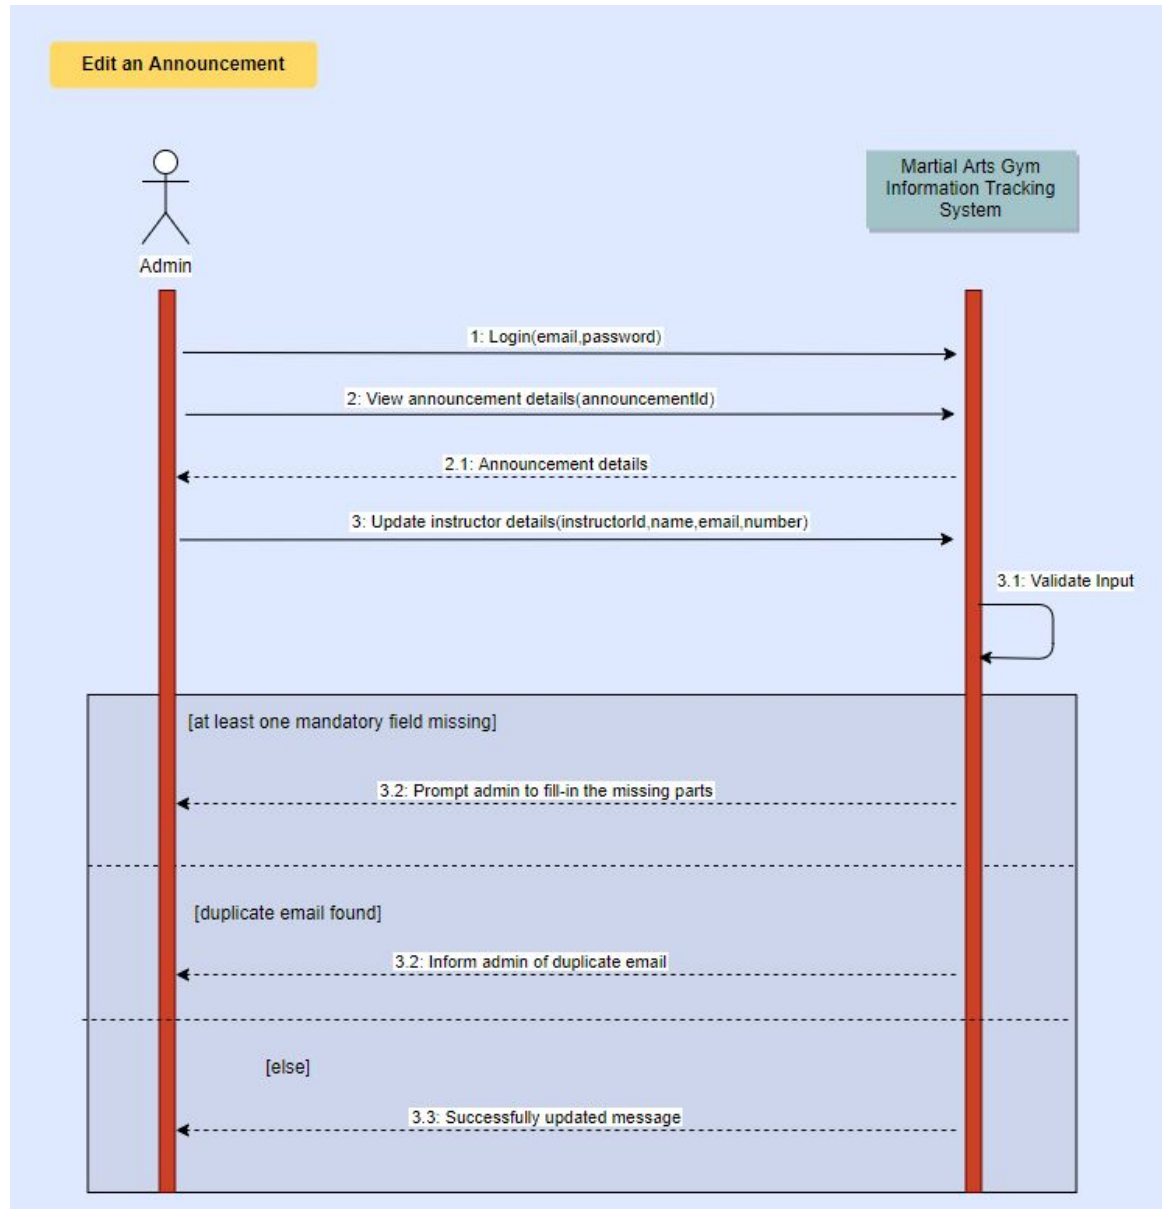 Edit an Announcement
Martial Arts Gym
Information Tracking
System
Admin
1: Login(email,password)
2: View announcement details(announcementId)
2.1: Announcement details
3: Update instructor details(instructorId,name,email,number)
3.1: Validate Input
[at least one mandatory field missing]
3.2: Prompt admin to fill-in the missing parts
[duplicate email found]
3.2: Inform admin of duplicate email
[else]
3.3: Successfully updated message